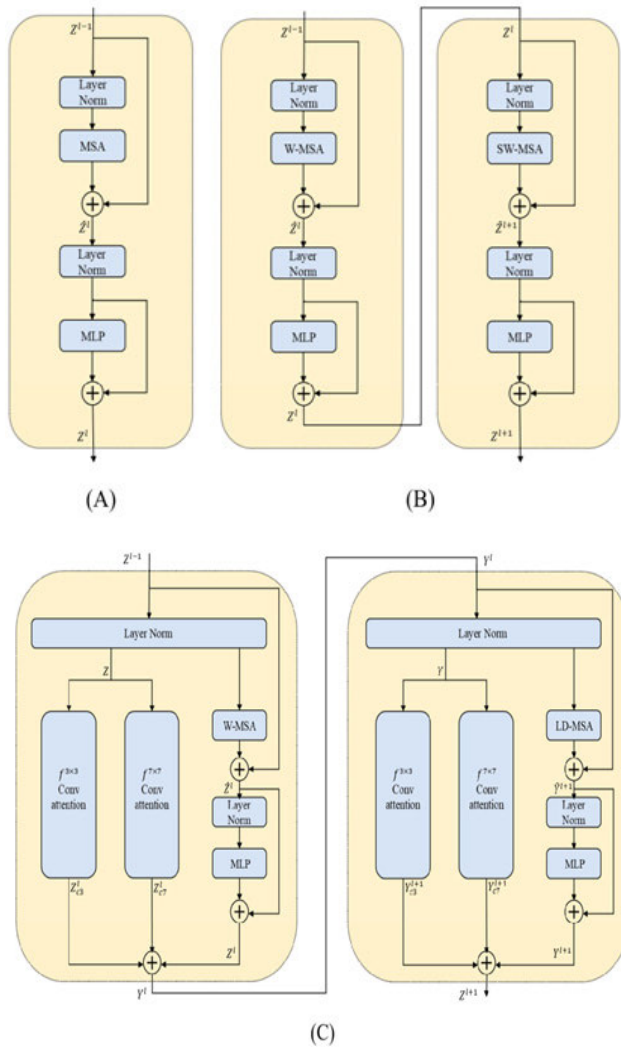 Z^{l-1}
Layer
Norm
MSA
+
Ẑ^l
Layer
Norm
MLP
+
Z^l
(A)
Z^{l-1}
Layer
Norm
W-MSA
+
Ẑ^l
Layer
Norm
MLP
+
Z^l
Z^l
Layer
Norm
SW-MSA
+
Ẑ^{l+1}
Layer
Norm
MLP
+
Z^{l+1}
(B)
Z^{l-1}
Layer Norm
Z
f^{3×3}
Conv
attention
f^{7×7}
Conv
attention
W-MSA
+
Ẑ^l
Layer
Norm
MLP
+
Z^l_{c3}
Z^l_{c7}
Z^l
+
Y^l
Y^l
Layer Norm
Y
f^{3×3}
Conv
attention
f^{7×7}
Conv
attention
LD-MSA
+
Ŷ^{l+1}
Layer
Norm
MLP
+
Y^{l+1}_{c3}
Y^{l+1}_{c7}
Y^{l+1}
+
Z^{l+1}
(C)